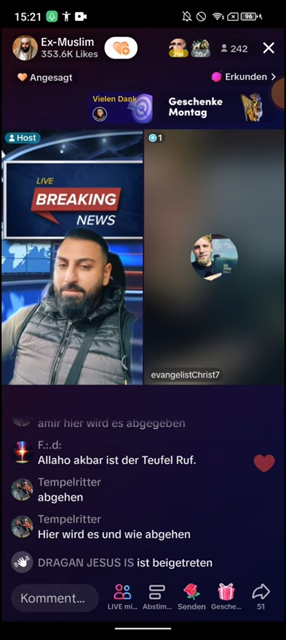 15:21
96
Ex-Muslim
353.6K Likes
242
Angesagt
Erkunden
Vielen Dank
Geschenke
Montag
Host
1
LIVE
BREAKING
NEWS
evangelistChrist7
amir hier wird es abgegeben
F.:.d:
Allaho akbar ist der Teufel Ruf.
Tempelritter
abgehen
Tempelritter
Hier wird es und wie abgehen
DRAGAN JESUS IS ist beigetreten
Komment...
LIVE mi...
Abstim...
Senden
Gesche...
51